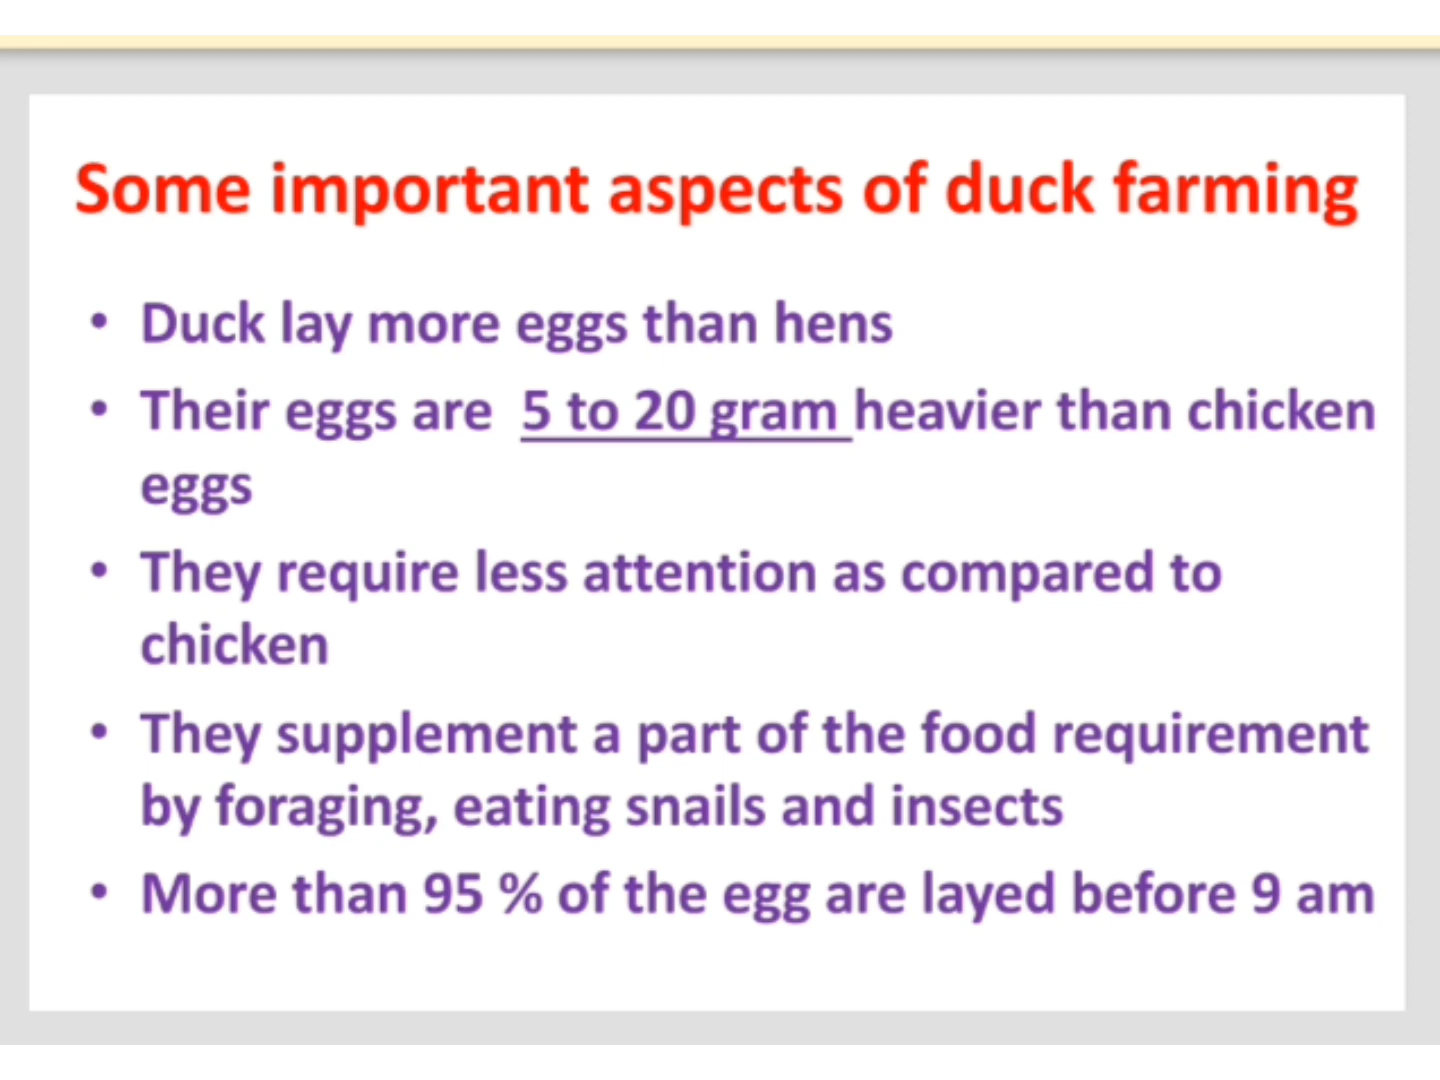 Some important aspects of duck farming
• Duck lay more eggs than hens
• Their eggs are 5 to 20 gram heavier than chicken
eggs
• They require less attention as compared to
chicken
• They supplement a part of the food requirement
by foraging, eating snails and insects
• More than 95 % of the egg are layed before 9 am